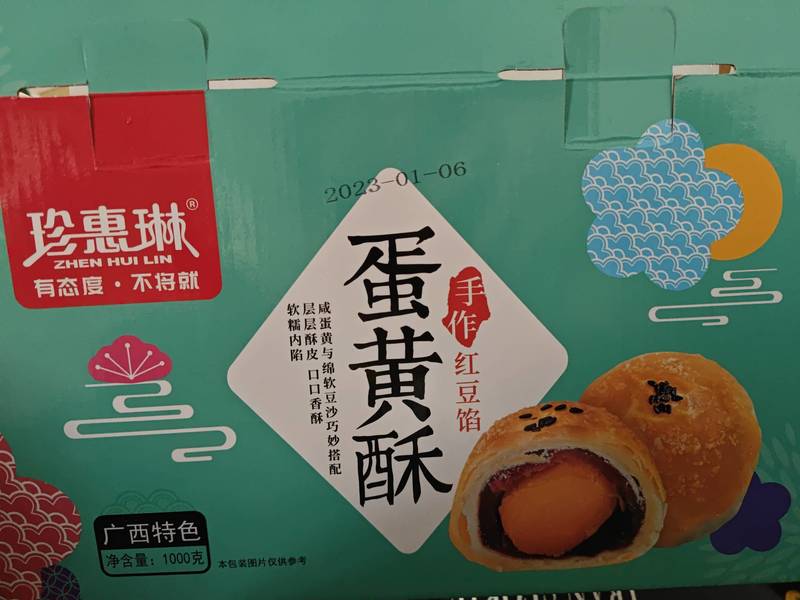 2023-01-06
珍惠琳®
ZHEN HUI LIN
有态度·不将就
蛋黄酥
手作
红豆馅
咸蛋黄与绵软豆沙巧妙搭配
层层酥皮 口口香酥
软糯内陷
广西特色
净含量:1000克
本包装图片仅供参考